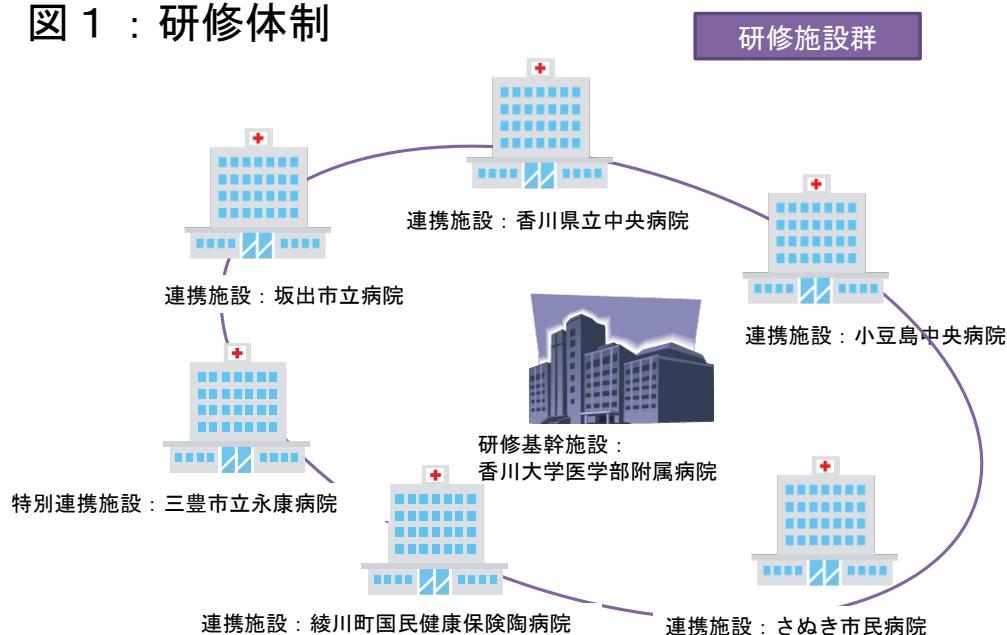 図1：研修体制
研修施設群
連携施設：香川県立中央病院
連携施設：坂出市立病院
連携施設：小豆島中央病院
研修基幹施設：
香川大学医学部附属病院
特別連携施設：三豊市立永康病院
連携施設：綾川町国民健康保険陶病院
連携施設：さぬき市民病院